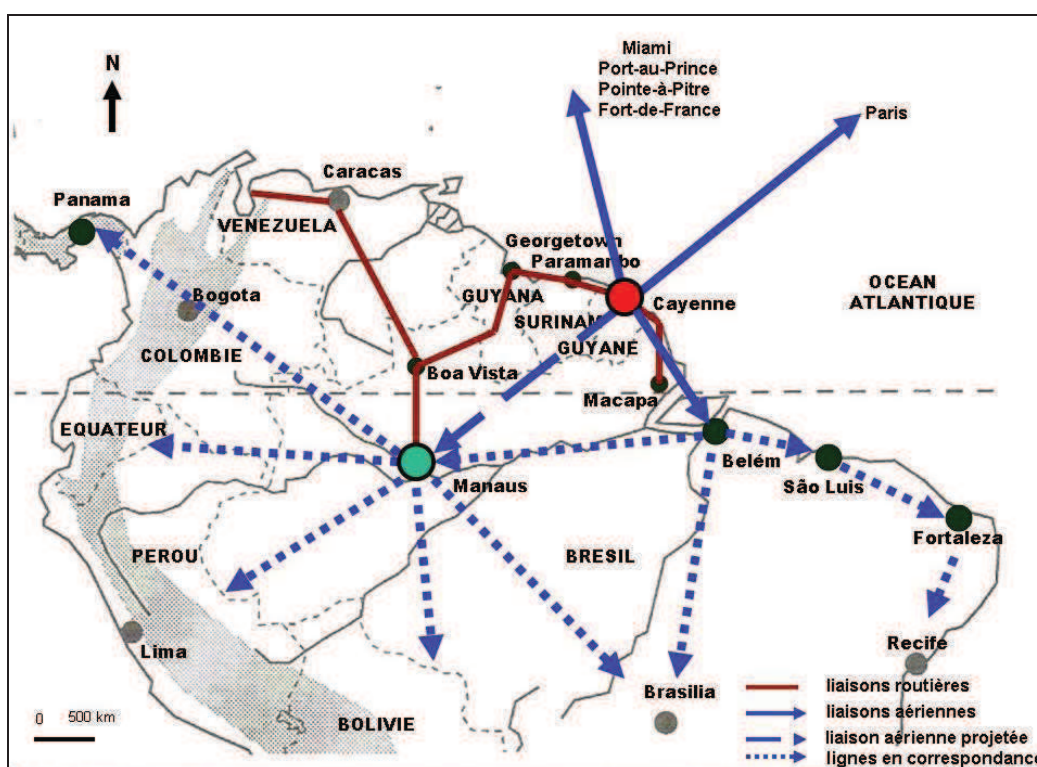 Miami
Port-au-Prince
Pointe-à-Pitre
Fort-de-France
N
Paris
Caracas
Panama
VENEZUELA
Georgetown
Paramanbo
OCEAN
ATLANTIQUE
GUYANA
Cayenne
Bogota
SURINAM
GUYANE
COLOMBIE
Boa Vista
Macapa
EQUATEUR
Belém
Manaus
São Luis
Fortaleza
PEROU
BRESIL
Lima
Recife
Brasilia
liaisons routières
liaisons aériennes
0 500 km
BOLIVIE
liaison aérienne projetée
lignes en correspondance